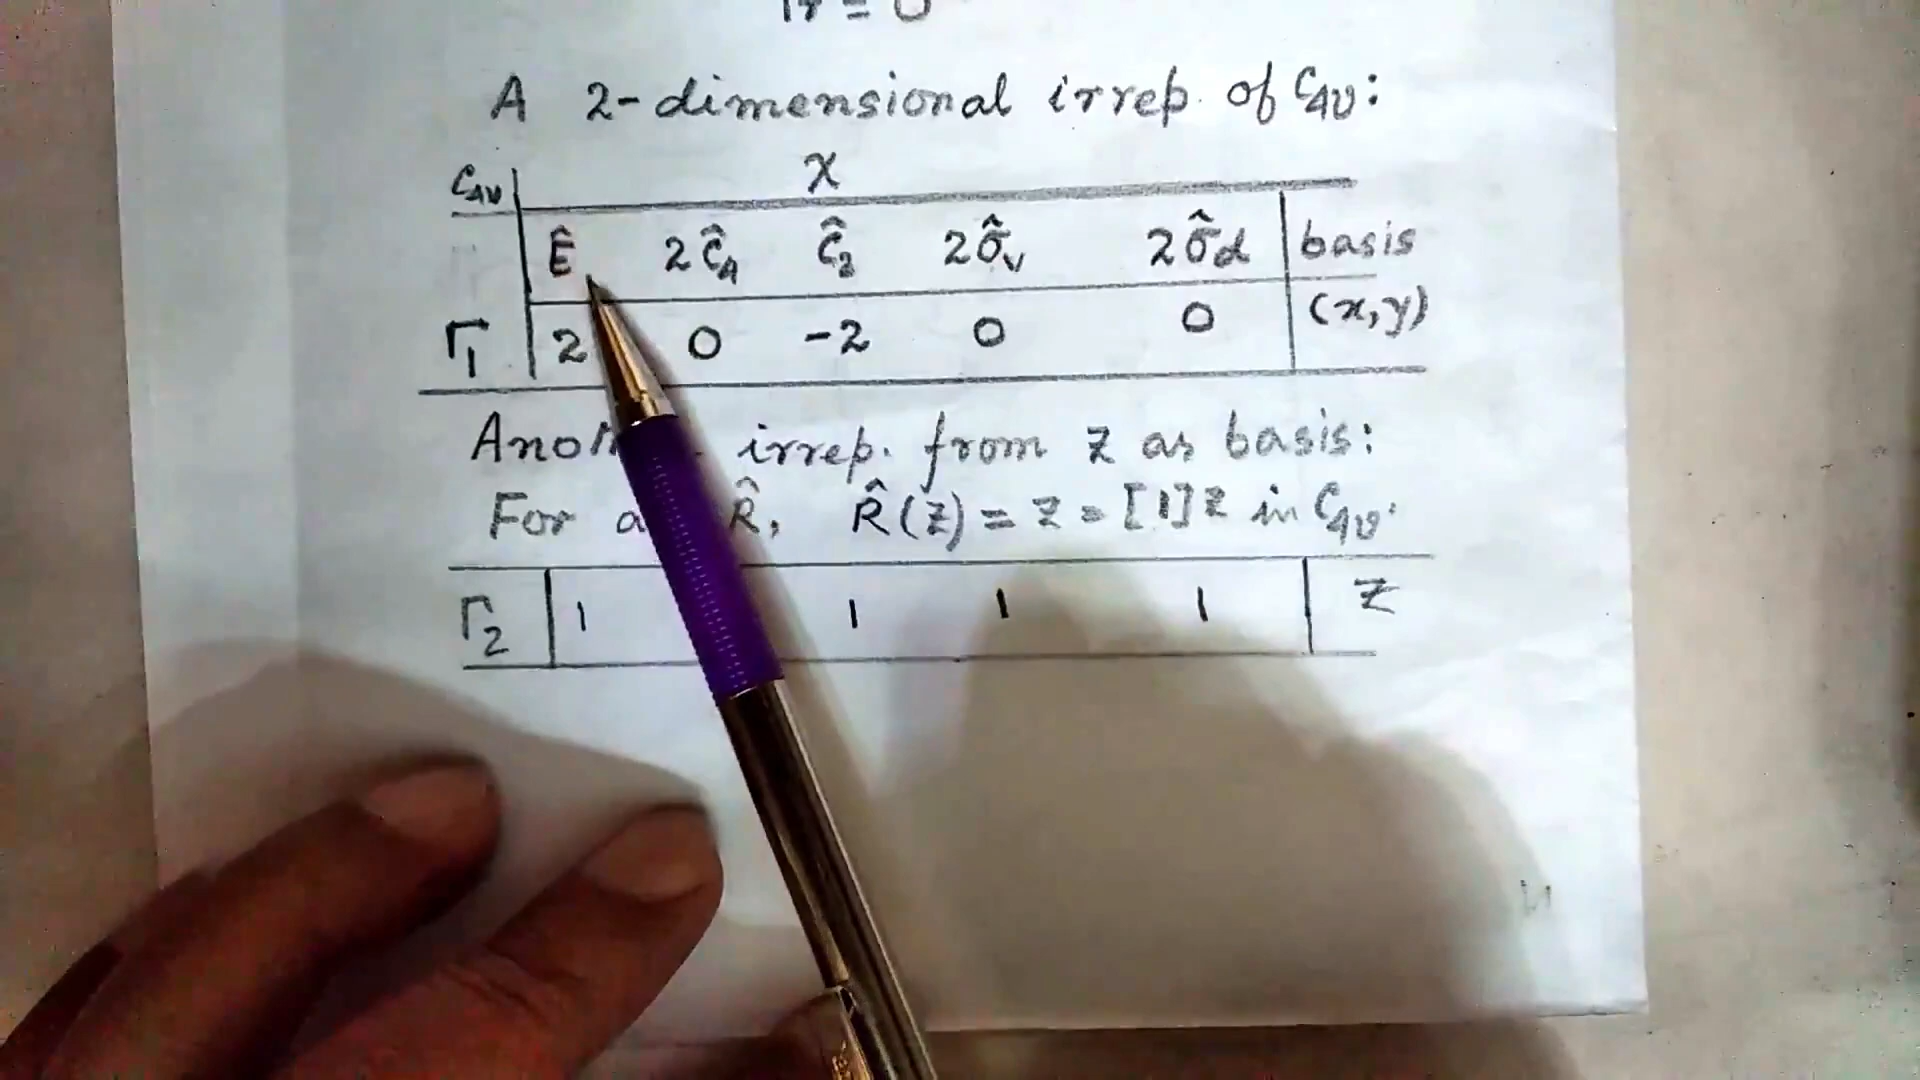 A 2-dimensional irrep. of C₄ᵥ:
C₄ᵥ χ
Ê 2Ĉ₄ Ĉ₂ 2σ̂ᵥ 2σ̂d basis
Γ₁ 2 0 -2 0 0 (x,y)
irrep. from z as basis:
For R̂, R̂(z) = z = [1]z in C₄ᵥ.
Γ₂ 1 1 1 1 z